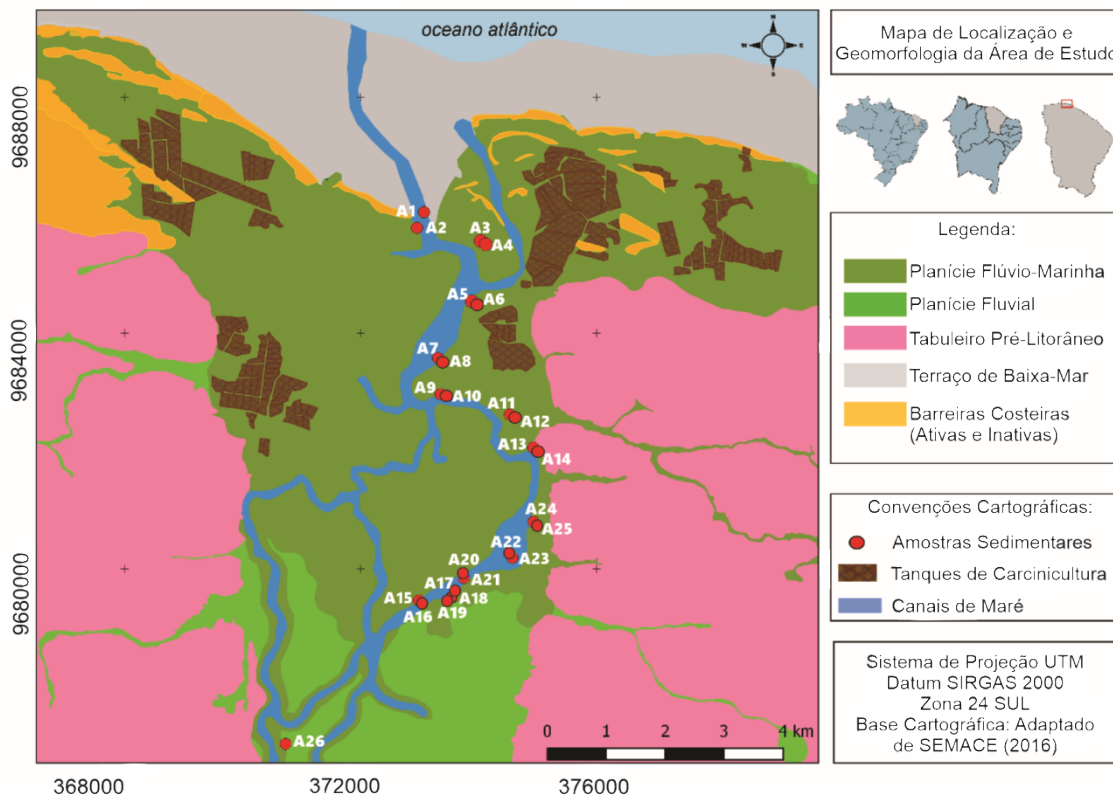 oceano atlântico
N
W
E
S
9688000
9684000
9680000
A1
A2
A3
A4
A5
A6
A7
A8
A9
A10
A11
A12
A13
A14
A24
A25
A22
A23
A20
A21
A17
A18
A15
A19
A16
A26
0 1 2 3 4 km
368000 372000 376000
Mapa de Localização e
Geomorfologia da Área de Estudo
Legenda:
Planície Flúvio-Marinha
Planície Fluvial
Tabuleiro Pré-Litorâneo
Terraço de Baixa-Mar
Barreiras Costeiras
(Ativas e Inativas)
Convenções Cartográficas:
Amostras Sedimentares
Tanques de Carcinicultura
Canais de Maré
Sistema de Projeção UTM
Datum SIRGAS 2000
Zona 24 SUL
Base Cartográfica: Adaptado
de SEMACE (2016)